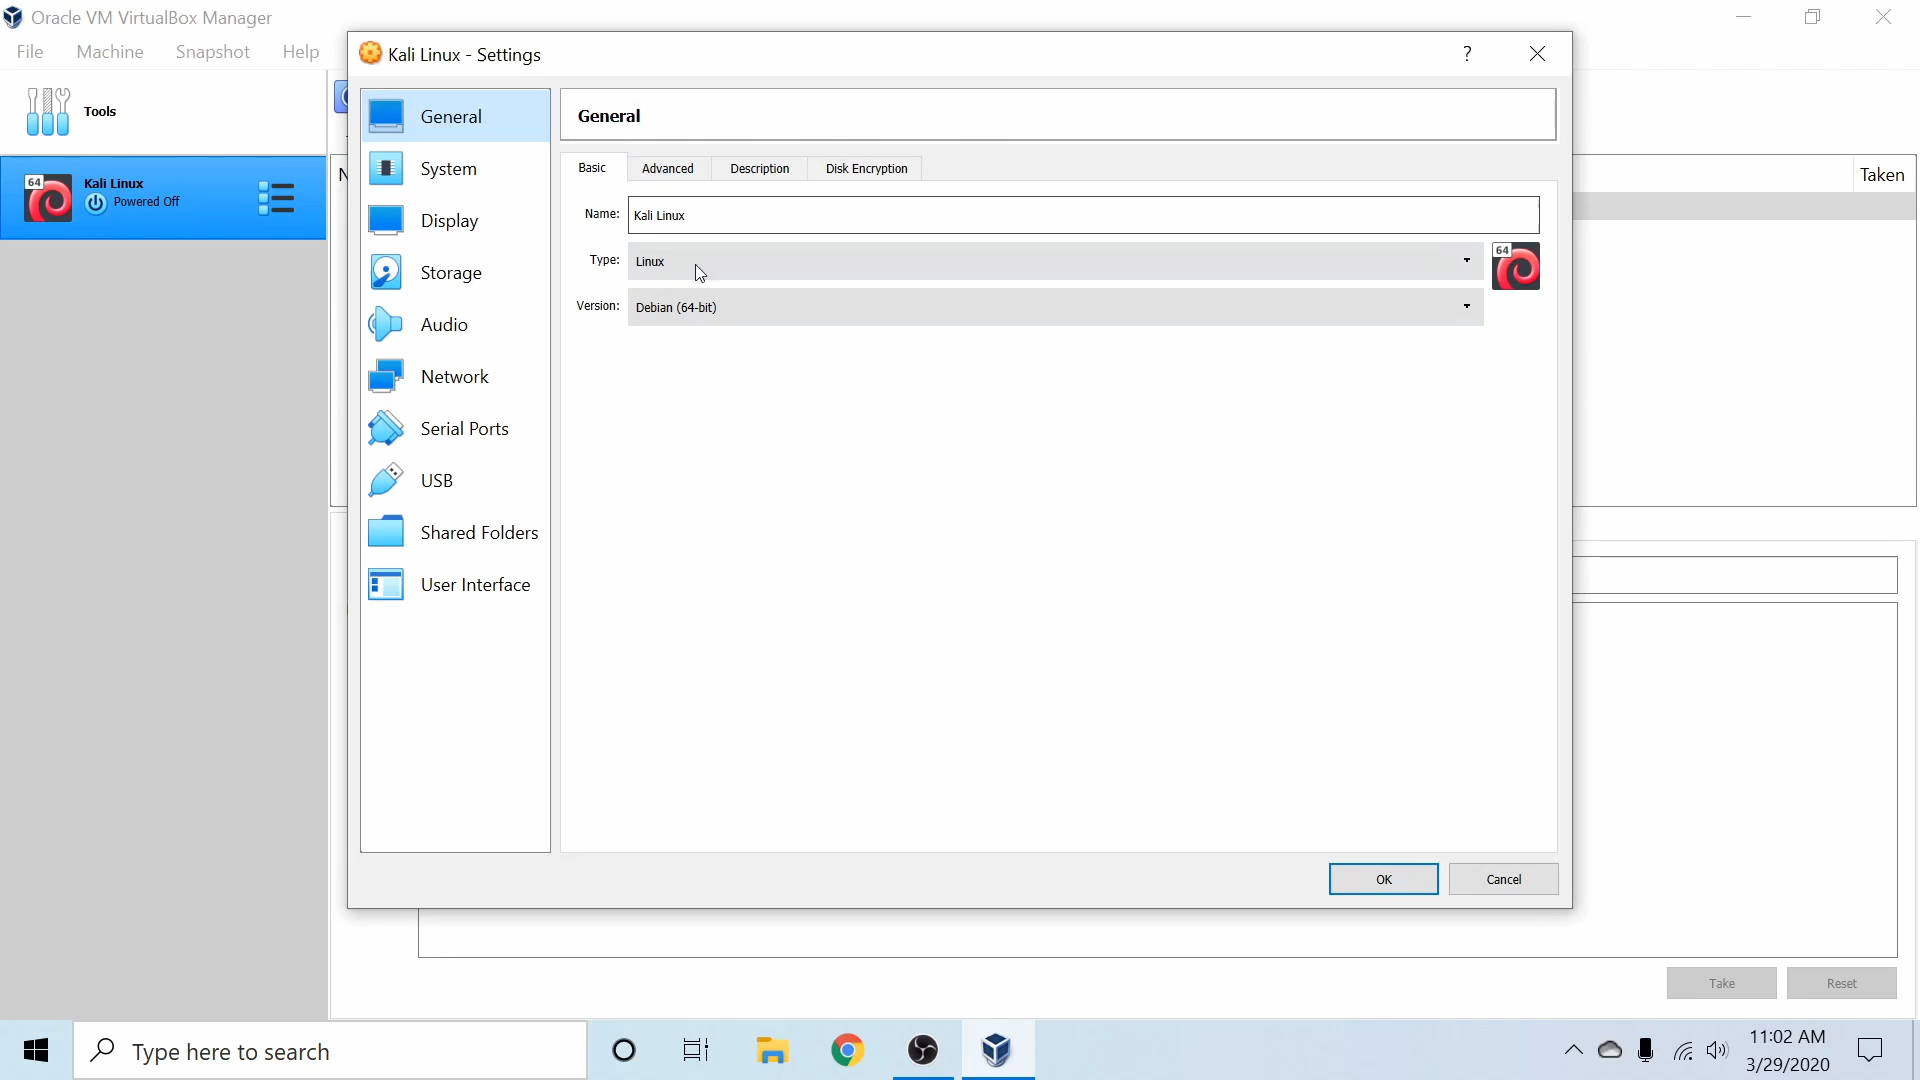 Oracle VM VirtualBox Manager
File Machine Snapshot Help
Tools
64
Kali Linux
Powered Off
Kali Linux - Settings
?
General
System
Display
Storage
Audio
Network
Serial Ports
USB
Shared Folders
User Interface
General
Basic Advanced Description Disk Encryption
Name: Kali Linux
Type: Linux
64
Version: Debian (64-bit)
OK Cancel
Taken
Take Reset
Type here to search
11:02 AM
3/29/2020